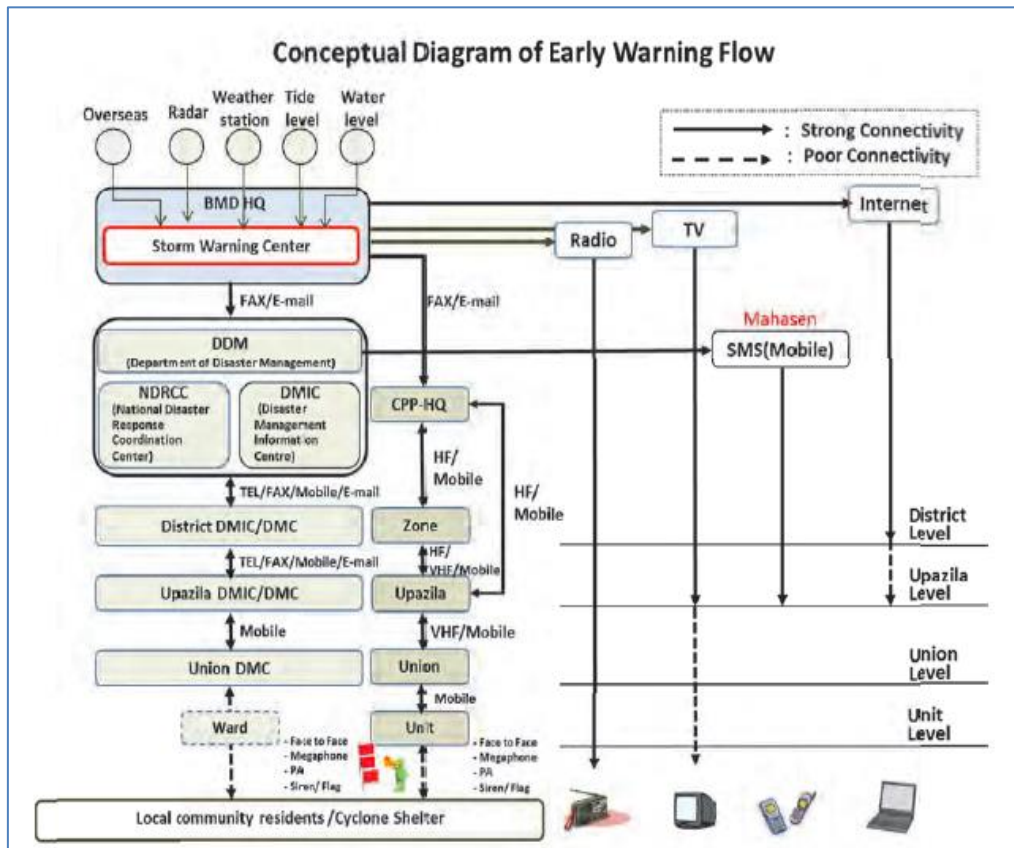 Conceptual Diagram of Early Warning Flow
Overseas
Radar
Weather
station
Tide
level
Water
level
: Strong Connectivity
: Poor Connectivity
BMD HQ
Storm Warning Center
Radio
TV
Internet
FAX/E-mail
FAX/E-mail
Mahasen
SMS(Mobile)
DDM
(Department of Disaster Management)
NDRCC
(National Disaster
Response
Coordination
Center)
DMIC
(Disaster
Management
Information
Centre)
CPP-HQ
HF/
Mobile
HF/
Mobile
TEL/FAX/Mobile/E-mail
District DMIC/DMC
Zone
District
Level
TEL/FAX/Mobile/E-mail
HF/
VHF/Mobile
Upazila DMIC/DMC
Upazila
Upazila
Level
Mobile
VHF/Mobile
Union DMC
Union
Union
Level
Mobile
Ward
Unit
Unit
Level
- Face to Face
- Megaphone
- PA
- Siren/ Flag
- Face to Face
- Megaphone
- PA
- Siren/ Flag
Local community residents /Cyclone Shelter